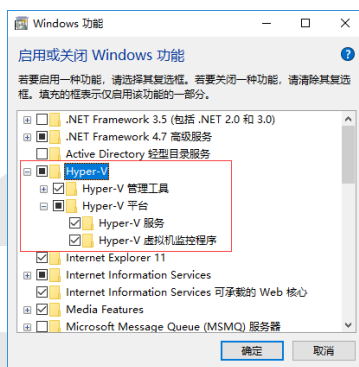 Windows 功能
启用或关闭 Windows 功能
若要启用一种功能，请选择其复选框。若要关闭一种功能，请清除其复选
框。填充的框表示仅启用该功能的一部分。
.NET Framework 3.5 (包括 .NET 2.0 和 3.0)
.NET Framework 4.7 高级服务
Active Directory 轻型目录服务
Hyper-V
Hyper-V 管理工具
Hyper-V 平台
Hyper-V 服务
Hyper-V 虚拟机监控程序
Internet Explorer 11
Internet Information Services
Internet Information Services 可承载的 Web 核心
Media Features
Microsoft Message Queue (MSMQ) 服务器
确定 取消